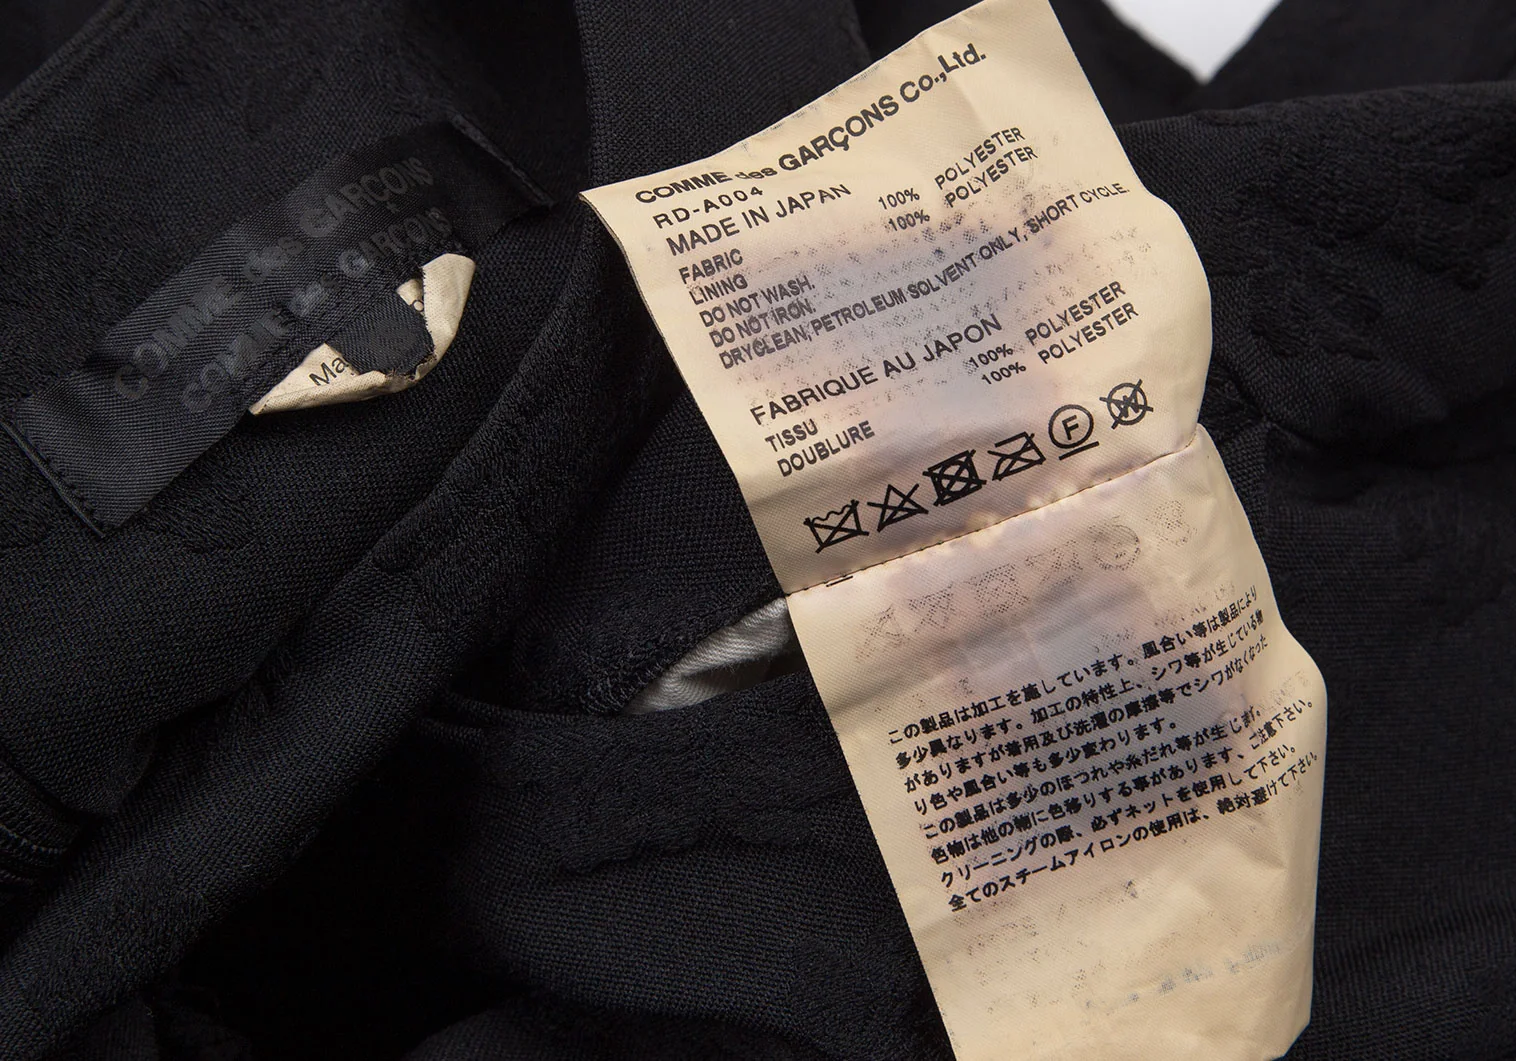 COMME des GARÇONS
COMME des GARÇONS
Ma
COMME des GARÇONS Co.,Ltd.
RD-A004
MADE IN JAPAN
FABRIC 100% POLYESTER
LINING 100% POLYESTER
DO NOT WASH.
DO NOT IRON.
DRYCLEAN, PETROLEUM SOLVENT ONLY, SHORT CYCLE.
FABRIQUE AU JAPON
TISSU 100% POLYESTER
DOUBLURE 100% POLYESTER
F
W
この製品は加工を施しています。風合い等は製品により
多少異なります。加工の特性上、シワ等が生じている物
がありますが着用及び洗濯の摩擦等でシワがなくなった
り色や風合い等も多少変わります。
この製品は多少のほつれや糸だれ等が生じます。
色物は他の物に色移りする事があります、ご注意下さい。
クリーニングの際、必ずネットを使用して下さい。
全てのスチームアイロンの使用は、絶対避けて下さい。